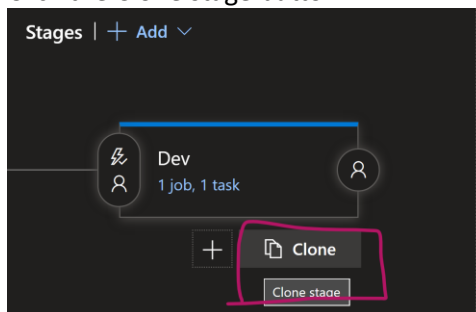 Stages | + Add
Dev
1 job, 1 task
+ Clone
Clone stage